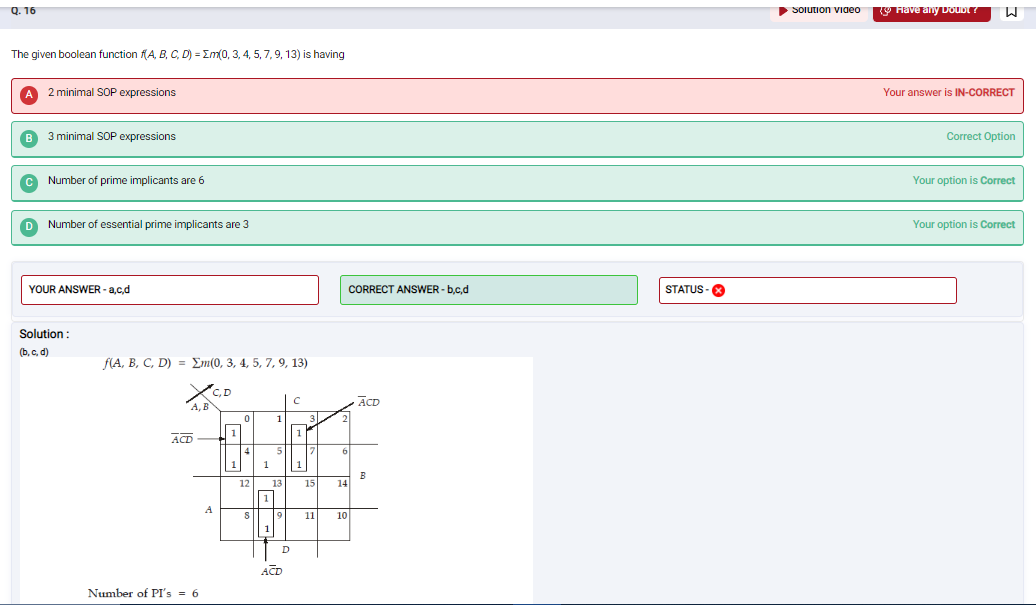 Q. 16
Solution Video
Have any Doubt ?
The given boolean function f(A, B, C, D) = Σm(0, 3, 4, 5, 7, 9, 13) is having
A 2 minimal SOP expressions Your answer is IN-CORRECT
B 3 minimal SOP expressions Correct Option
C Number of prime implicants are 6 Your option is Correct
D Number of essential prime implicants are 3 Your option is Correct
YOUR ANSWER - a,c,d
CORRECT ANSWER - b,c,d
STATUS -
Solution :
(b, c, d)
f(A, B, C, D) = Σm(0, 3, 4, 5, 7, 9, 13)
C, D
A, B
C
A̅CD
0 1 3 2
1 1
A̅C̅D̅
4 5 7 6
1 1 1
B
12 13 15 14
1
A
8 9 11 10
1
D
AC̅D
Number of PI's = 6